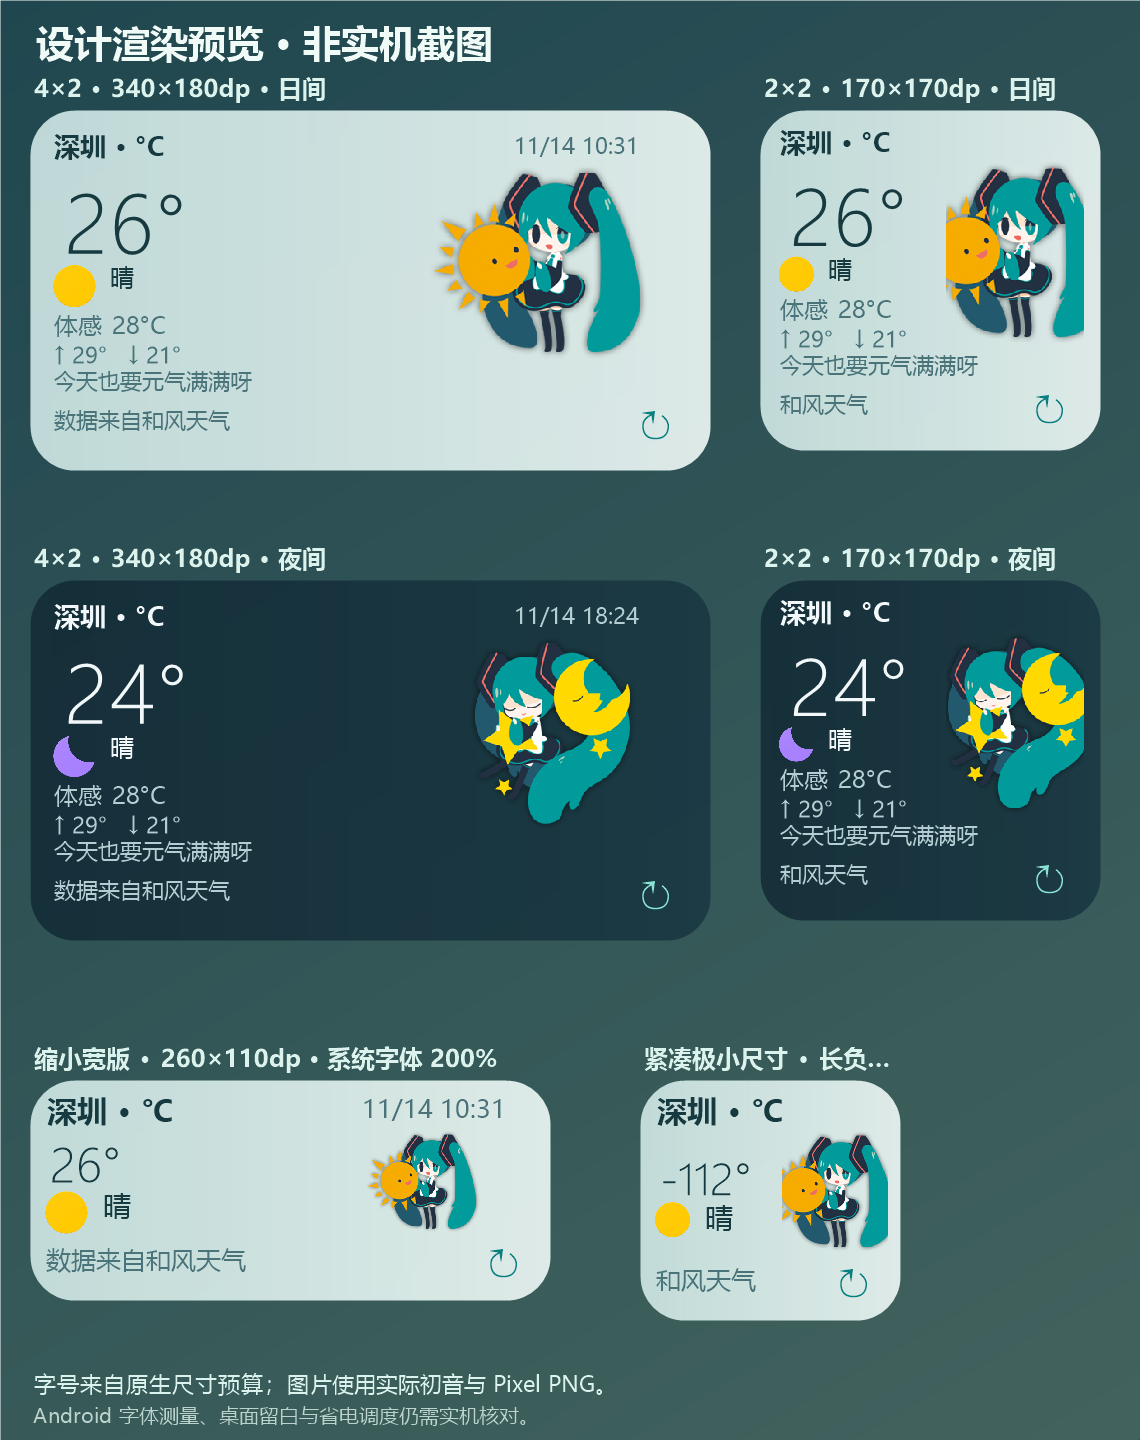 设计渲染预览 • 非实机截图
4×2 • 340×180dp • 日间
深圳 • °C
11/14 10:31
26°
晴
体感 28°C
↑29° ↓21°
今天也要元气满满呀
数据来自和风天气
2×2 • 170×170dp • 日间
深圳 • °C
26°
晴
体感 28°C
↑29° ↓21°
今天也要元气满满呀
和风天气
4×2 • 340×180dp • 夜间
深圳 • °C
11/14 18:24
24°
晴
体感 28°C
↑29° ↓21°
今天也要元气满满呀
数据来自和风天气
2×2 • 170×170dp • 夜间
深圳 • °C
24°
晴
体感 28°C
↑29° ↓21°
今天也要元气满满呀
和风天气
缩小宽版 • 260×110dp • 系统字体 200%
深圳 • °C
11/14 10:31
26°
晴
数据来自和风天气
紧凑极小尺寸 • 长负...
深圳 • °C
-112°
晴
和风天气
字号来自原生尺寸预算；图片使用实际初音与 Pixel PNG。
Android 字体测量、桌面留白与省电调度仍需实机核对。